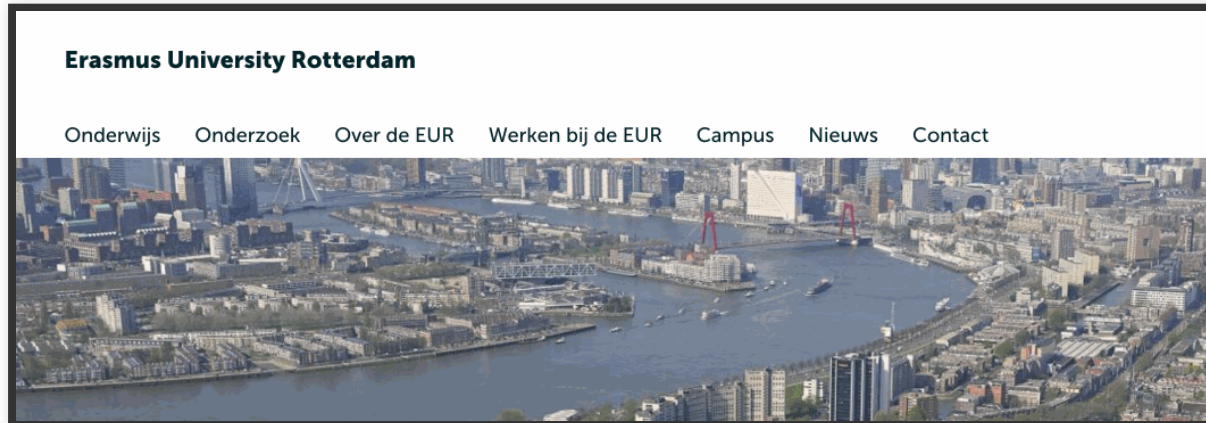 Erasmus University Rotterdam
Onderwijs Onderzoek Over de EUR Werken bij de EUR Campus Nieuws Contact